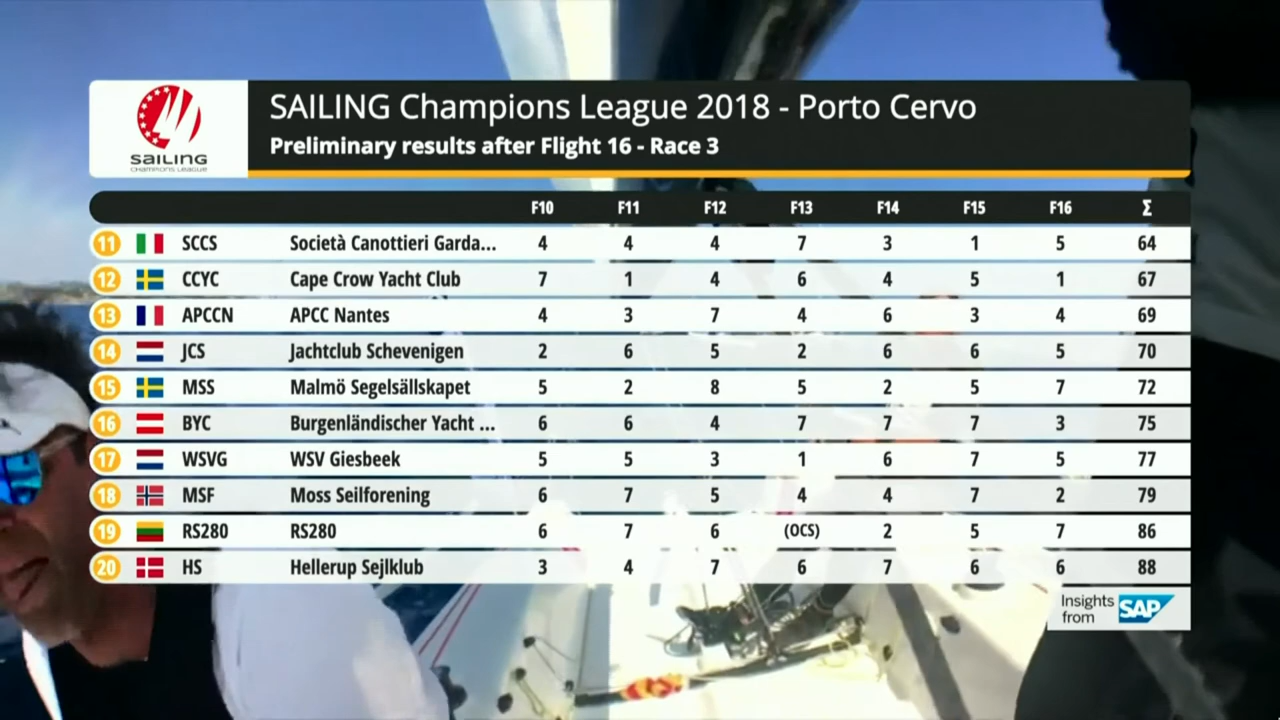 SAILING Champions League 2018 - Porto Cervo
Preliminary results after Flight 16 - Race 3
SAILING
CHAMPIONS LEAGUE
F10 F11 F12 F13 F14 F15 F16 Σ
11 SCCS Società Canottieri Garda... 4 4 4 7 3 1 5 64
12 CCYC Cape Crow Yacht Club 7 1 4 6 4 5 1 67
13 APCCN APCC Nantes 4 3 7 4 6 3 4 69
14 JCS Jachtclub Schevenigen 2 6 5 2 6 6 5 70
15 MSS Malmö Segelsällskapet 5 2 8 5 2 5 7 72
16 BYC Burgenländischer Yacht ... 6 6 4 7 7 7 3 75
17 WSVG WSV Giesbeek 5 5 3 1 6 7 5 77
18 MSF Moss Seilforening 6 7 5 4 4 7 2 79
19 RS280 RS280 6 7 6 (OCS) 2 5 7 86
20 HS Hellerup Sejlklub 3 4 7 6 7 6 6 88
Insights
from SAP